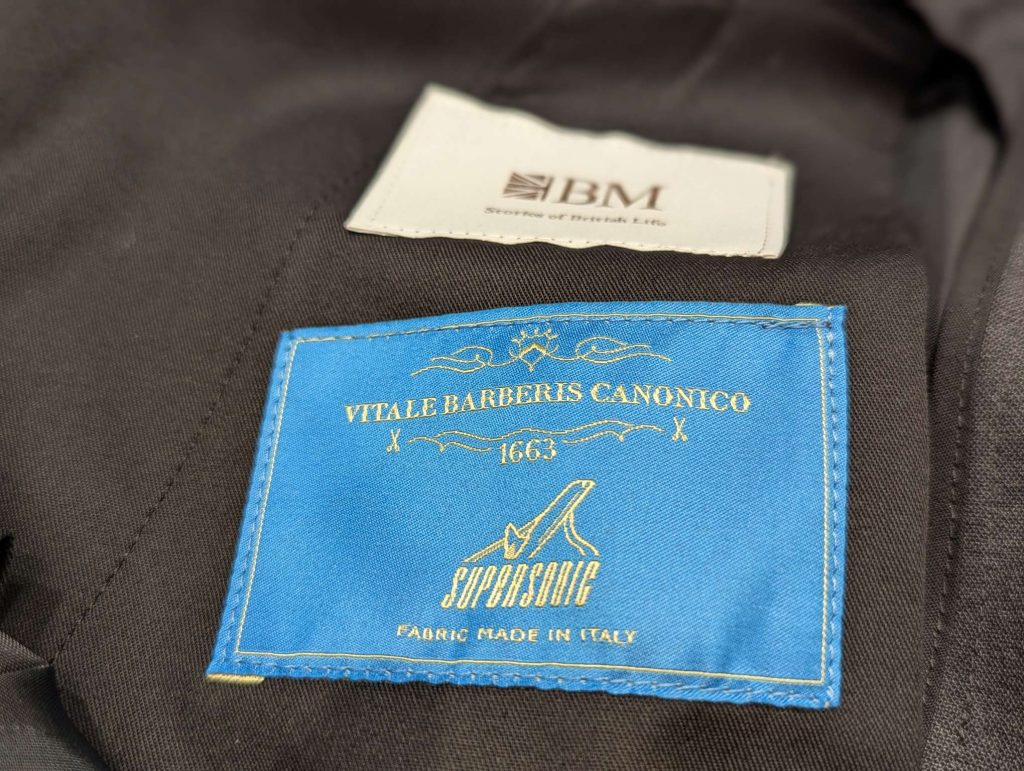 BM
Stories of British Life
VITALE BARBERIS CANONICO
1663
SUPERSONIC
FABRIC MADE IN ITALY